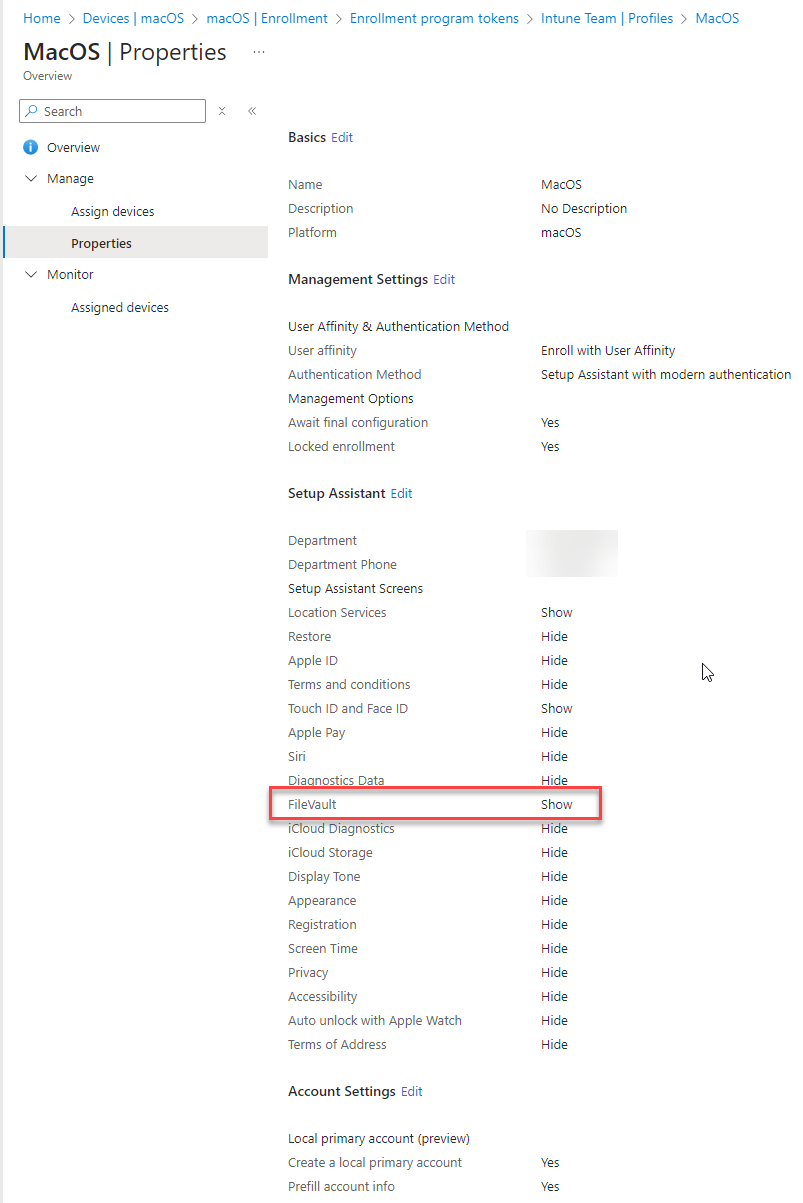 Home > Devices | macOS > macOS | Enrollment > Enrollment program tokens > Intune Team | Profiles > MacOS
MacOS | Properties ...
Overview
Search
Overview
Manage
Assign devices
Properties
Monitor
Assigned devices
Basics Edit
Name MacOS
Description No Description
Platform macOS
Management Settings Edit
User Affinity & Authentication Method
User affinity Enroll with User Affinity
Authentication Method Setup Assistant with modern authentication
Management Options
Await final configuration Yes
Locked enrollment Yes
Setup Assistant Edit
Department
Department Phone
Setup Assistant Screens
Location Services Show
Restore Hide
Apple ID Hide
Terms and conditions Hide
Touch ID and Face ID Show
Apple Pay Hide
Siri Hide
Diagnostics Data Hide
FileVault Show
iCloud Diagnostics Hide
iCloud Storage Hide
Display Tone Hide
Appearance Hide
Registration Hide
Screen Time Hide
Privacy Hide
Accessibility Hide
Auto unlock with Apple Watch Hide
Terms of Address Hide
Account Settings Edit
Local primary account (preview)
Create a local primary account Yes
Prefill account info Yes